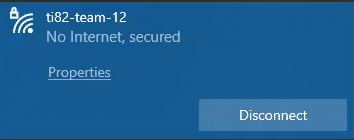 ti82-team-12
No Internet, secured
Properties
Disconnect